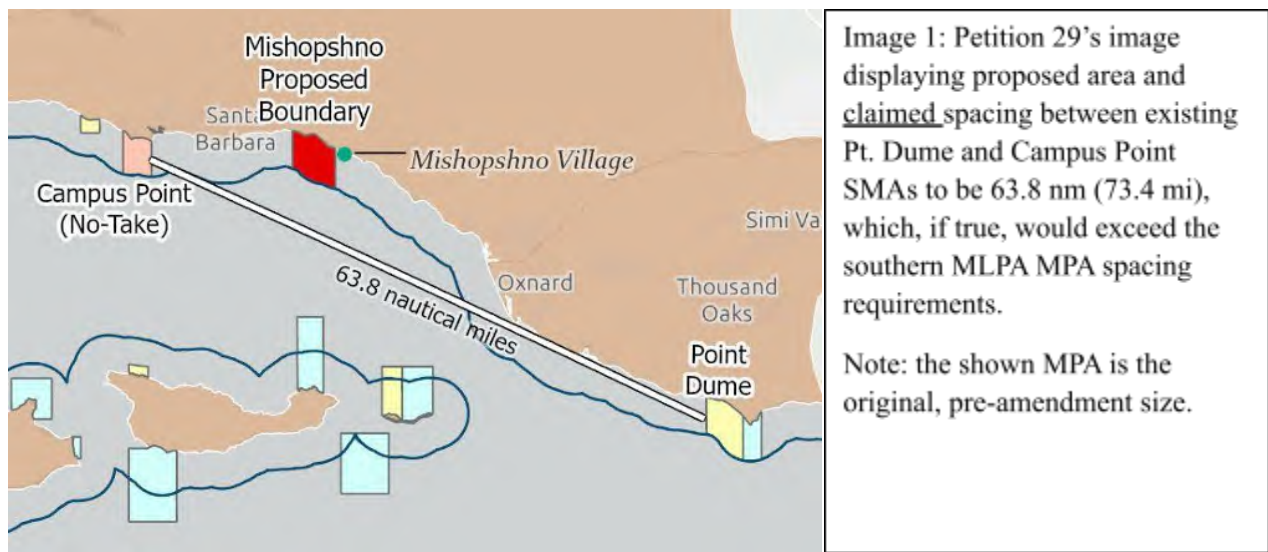 Mishopshno
Proposed
Boundary
Santa
Barbara
Mishopshno Village
Campus Point
(No-Take)
Simi Va
63.8 nautical miles
Oxnard
Thousand
Oaks
Point
Dume
Image 1: Petition 29’s image
displaying proposed area and
claimed spacing between existing
Pt. Dume and Campus Point
SMAs to be 63.8 nm (73.4 mi),
which, if true, would exceed the
southern MLPA MPA spacing
requirements.
Note: the shown MPA is the
original, pre-amendment size.